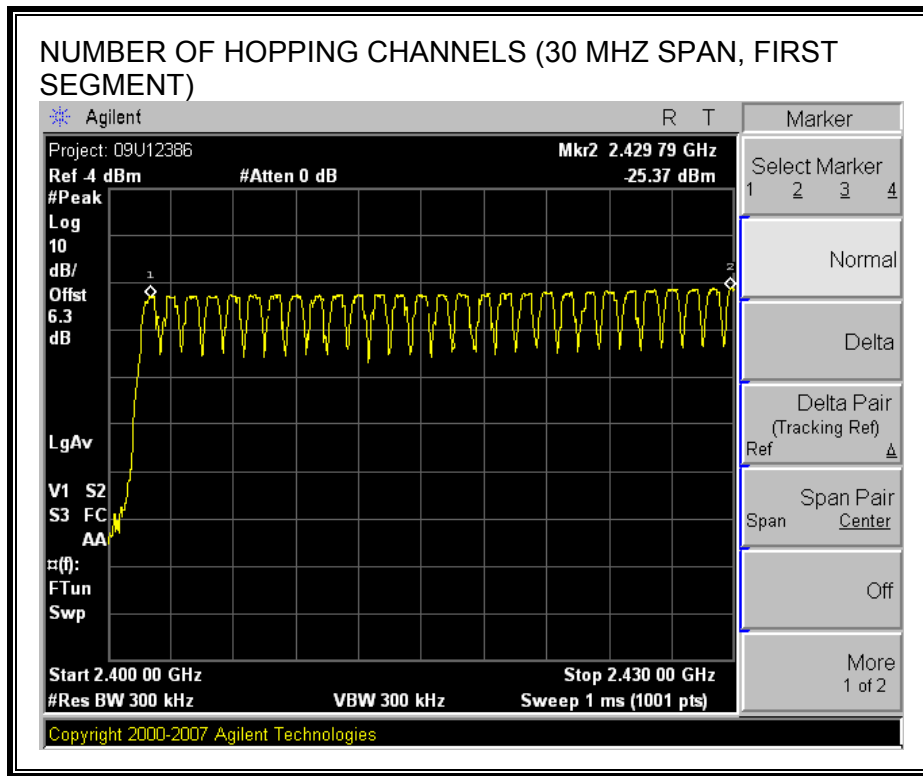 NUMBER OF HOPPING CHANNELS (30 MHZ SPAN, FIRST
SEGMENT)
Agilent R T
Project: 09U12386
Mkr2 2.429 79 GHz
Ref -4 dBm #Atten 0 dB -25.37 dBm
#Peak
Log
10
dB/
Offst
6.3
dB
LgAv
V1 S2
S3 FC
AA
¤(f):
FTun
Swp
1
2
Start 2.400 00 GHz Stop 2.430 00 GHz
#Res BW 300 kHz VBW 300 kHz Sweep 1 ms (1001 pts)
Copyright 2000-2007 Agilent Technologies
Marker
Select Marker
1 2 3 4
Normal
Delta
Delta Pair
(Tracking Ref)
Ref Δ
Span Pair
Span Center
Off
More
1 of 2